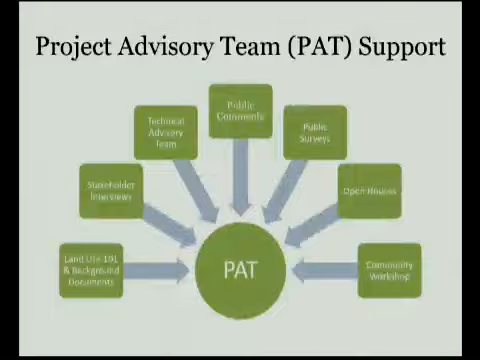 Project Advisory Team (PAT) Support
Public
Comments
Technical
Advisory
Team
Public
Surveys
Stakeholder
Interviews
Open Houses
Land Use 101
& Background
Documents
PAT
Community
Workshop